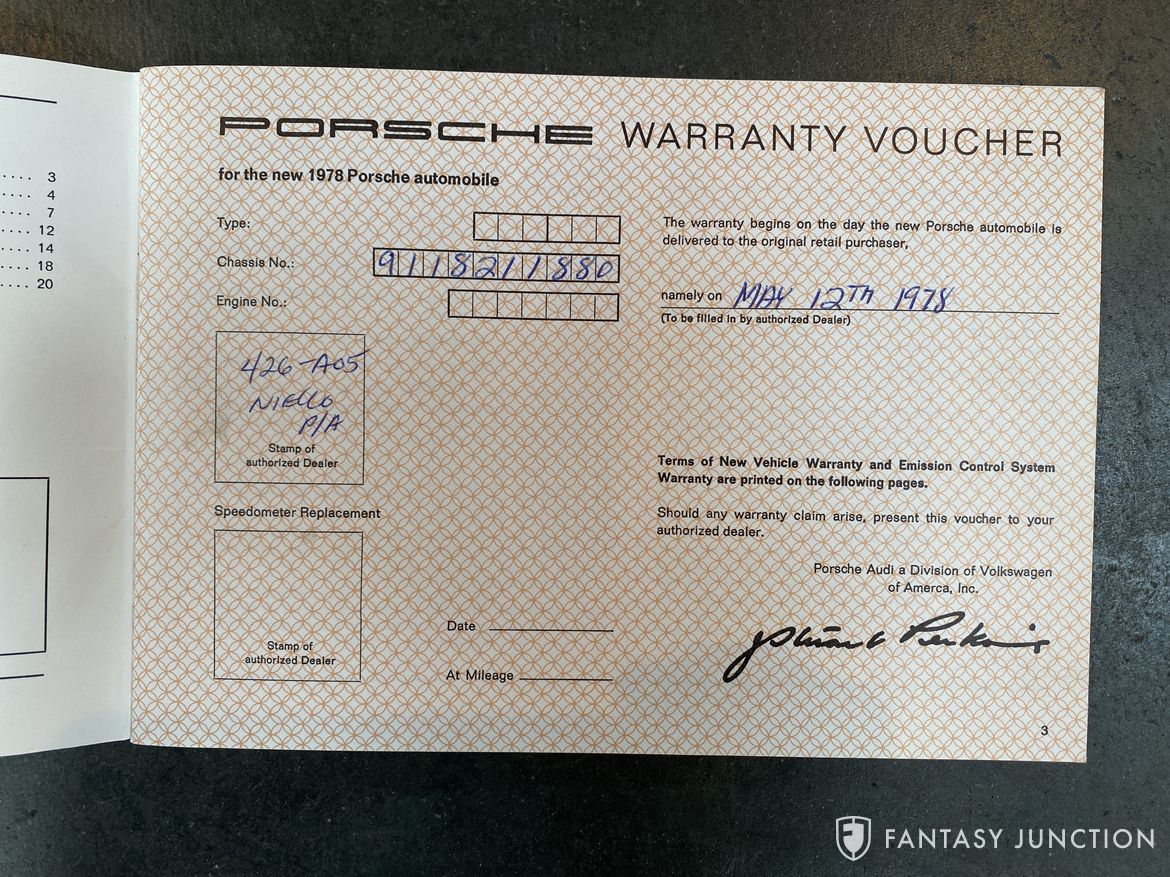 .... 3
.... 4
.... 7
.... 12
.... 14
.... 18
.... 20
PORSCHE WARRANTY VOUCHER
for the new 1978 Porsche automobile
Type:
Chassis No.: 9118211880
Engine No.:
426-A05
NIELLO
P/A
Stamp of
authorized Dealer
Speedometer Replacement
Stamp of
authorized Dealer
Date
At Mileage
The warranty begins on the day the new Porsche automobile is
delivered to the original retail purchaser,
namely on MAY 12TH 1978
(To be filled in by authorized Dealer)
Terms of New Vehicle Warranty and Emission Control System
Warranty are printed on the following pages.
Should any warranty claim arise, present this voucher to your
authorized dealer.
Porsche Audi a Division of Volkswagen
of Amerca, Inc.
J Stuart Perkins
3
FANTASY JUNCTION